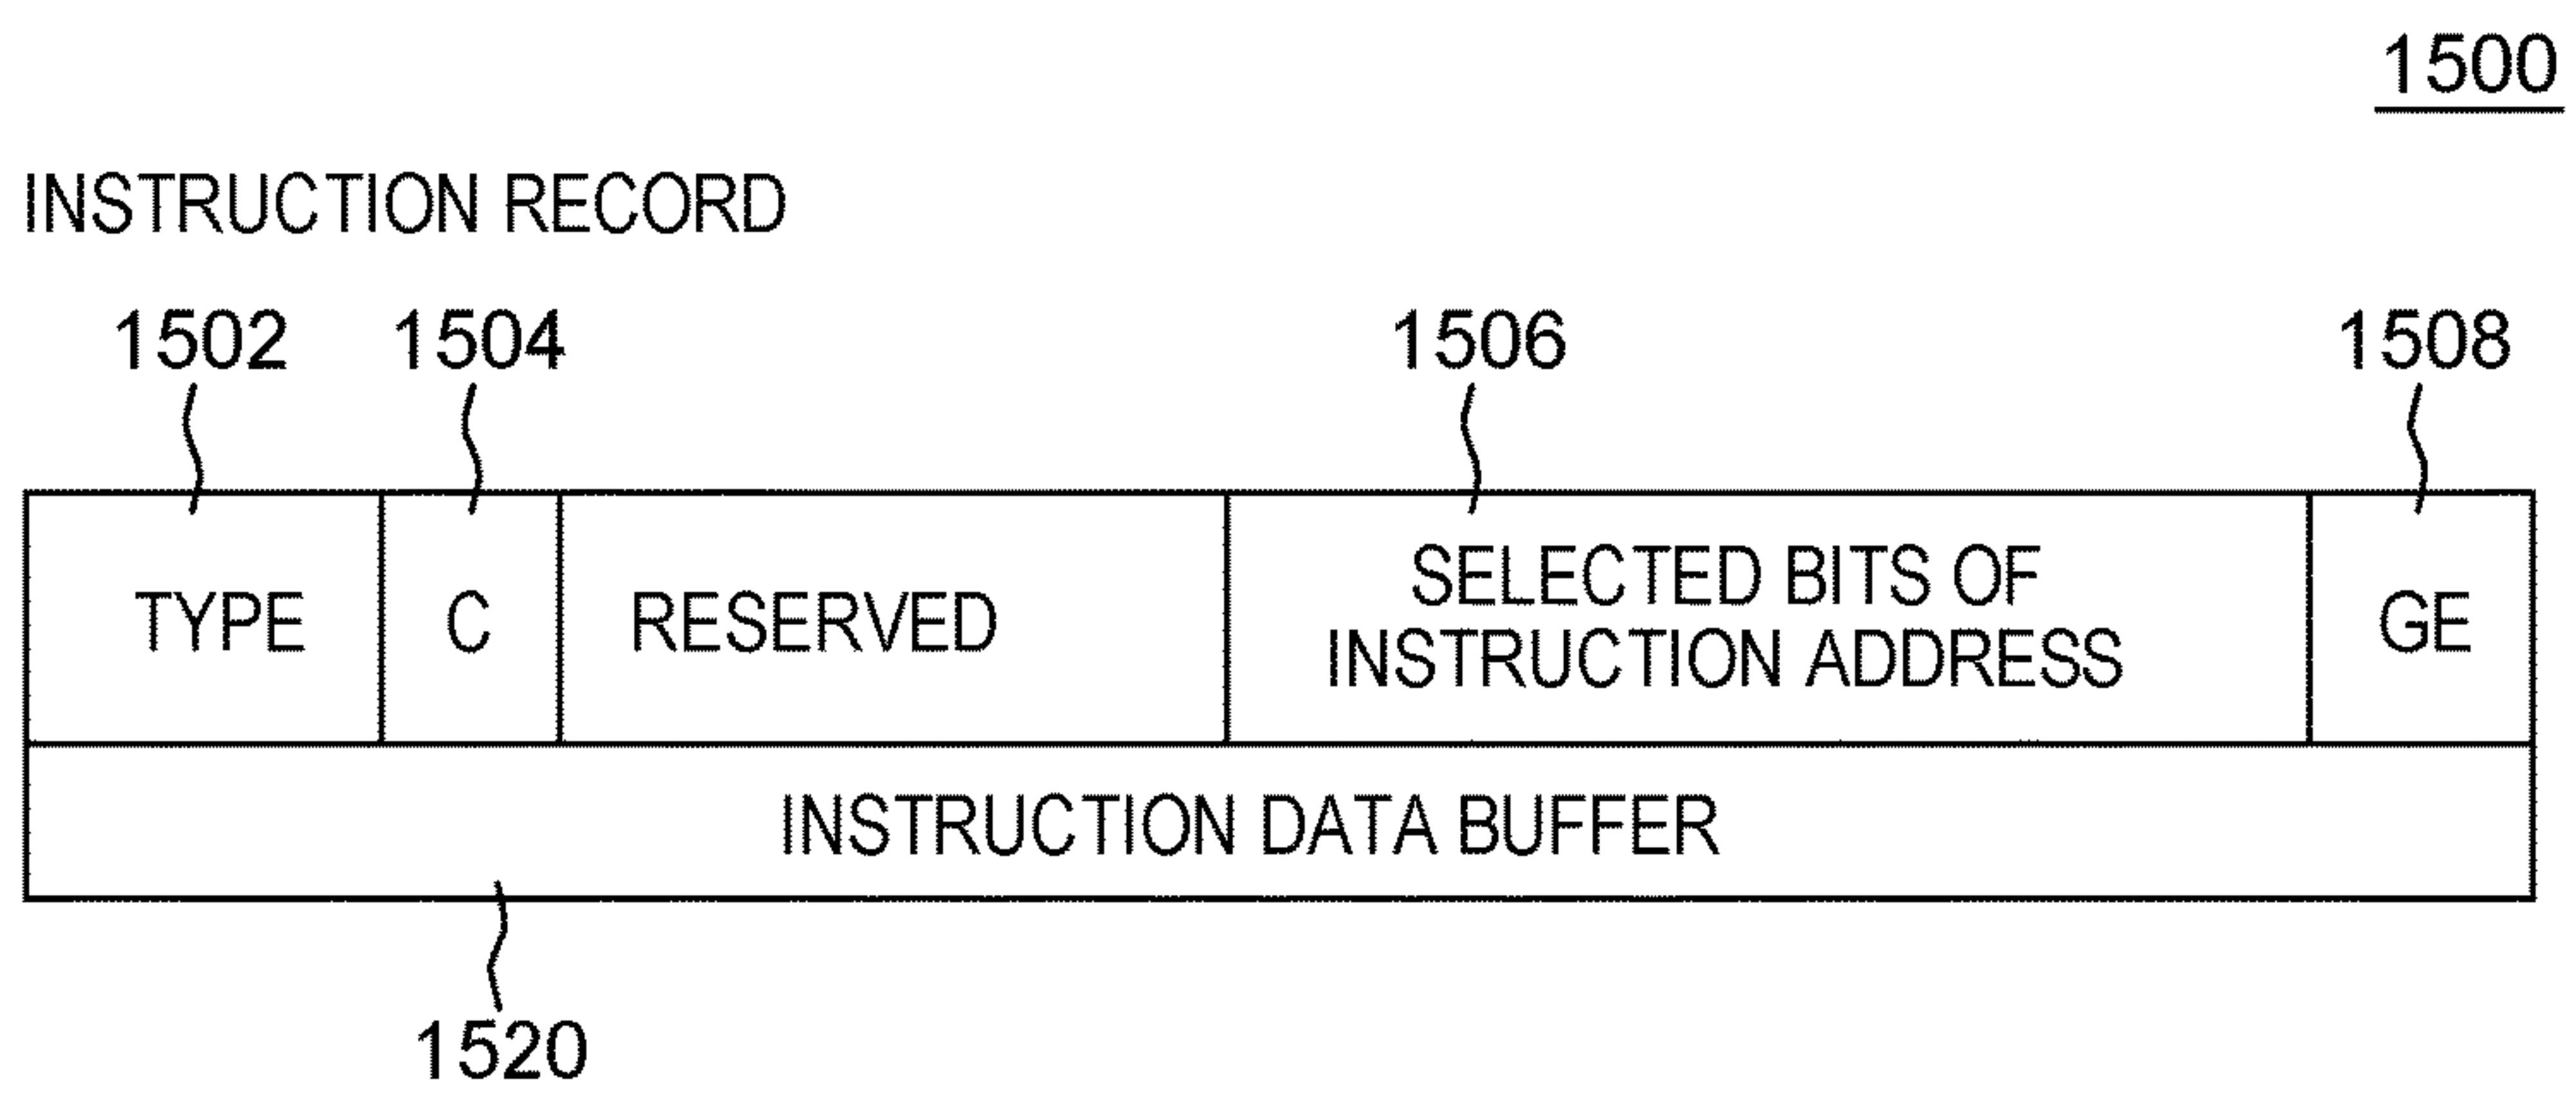 1500
INSTRUCTION RECORD
1502 1504 1506 1508
TYPE C RESERVED SELECTED BITS OF
INSTRUCTION ADDRESS GE
INSTRUCTION DATA BUFFER
1520